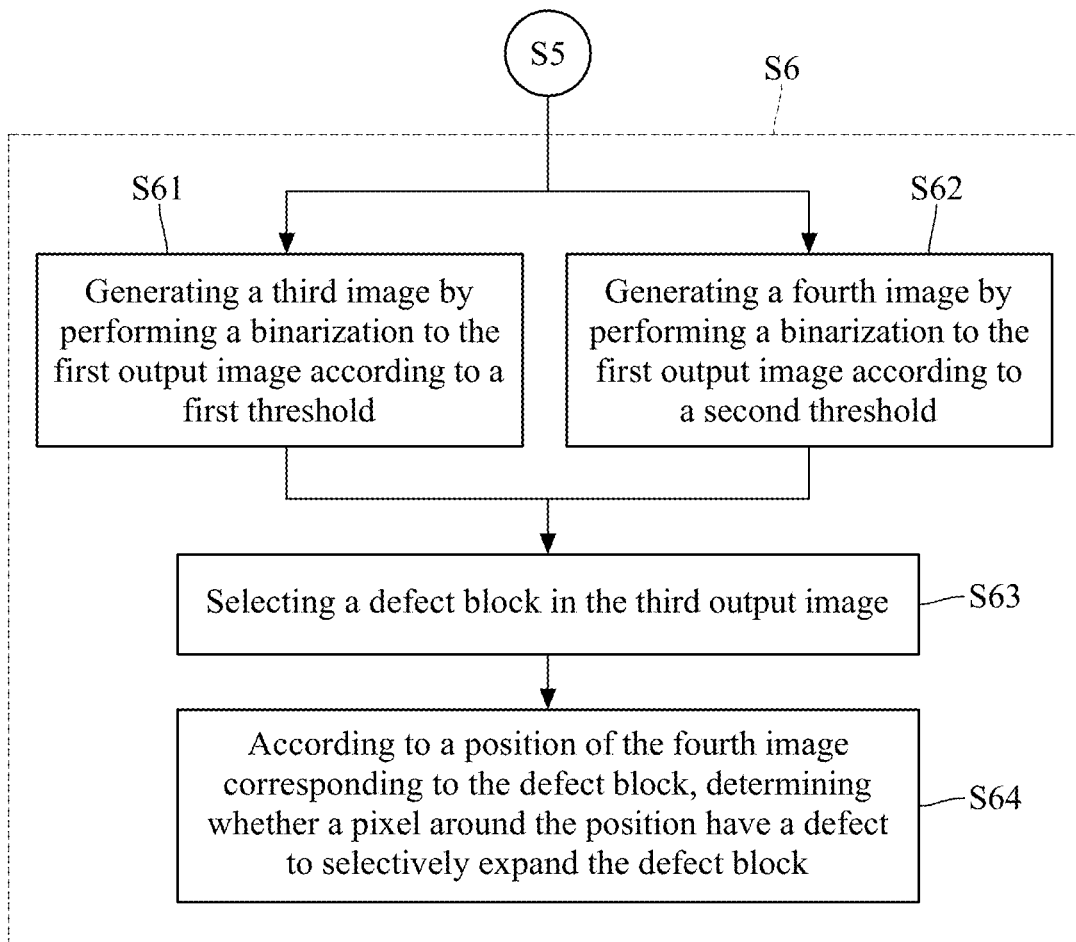 S5
S6
S61
S62
Generating a third image by
performing a binarization to the
first output image according to a
first threshold
Generating a fourth image by
performing a binarization to the
first output image according to
a second threshold
Selecting a defect block in the third output image
S63
According to a position of the fourth image
corresponding to the defect block, determining
whether a pixel around the position have a defect
to selectively expand the defect block
S64